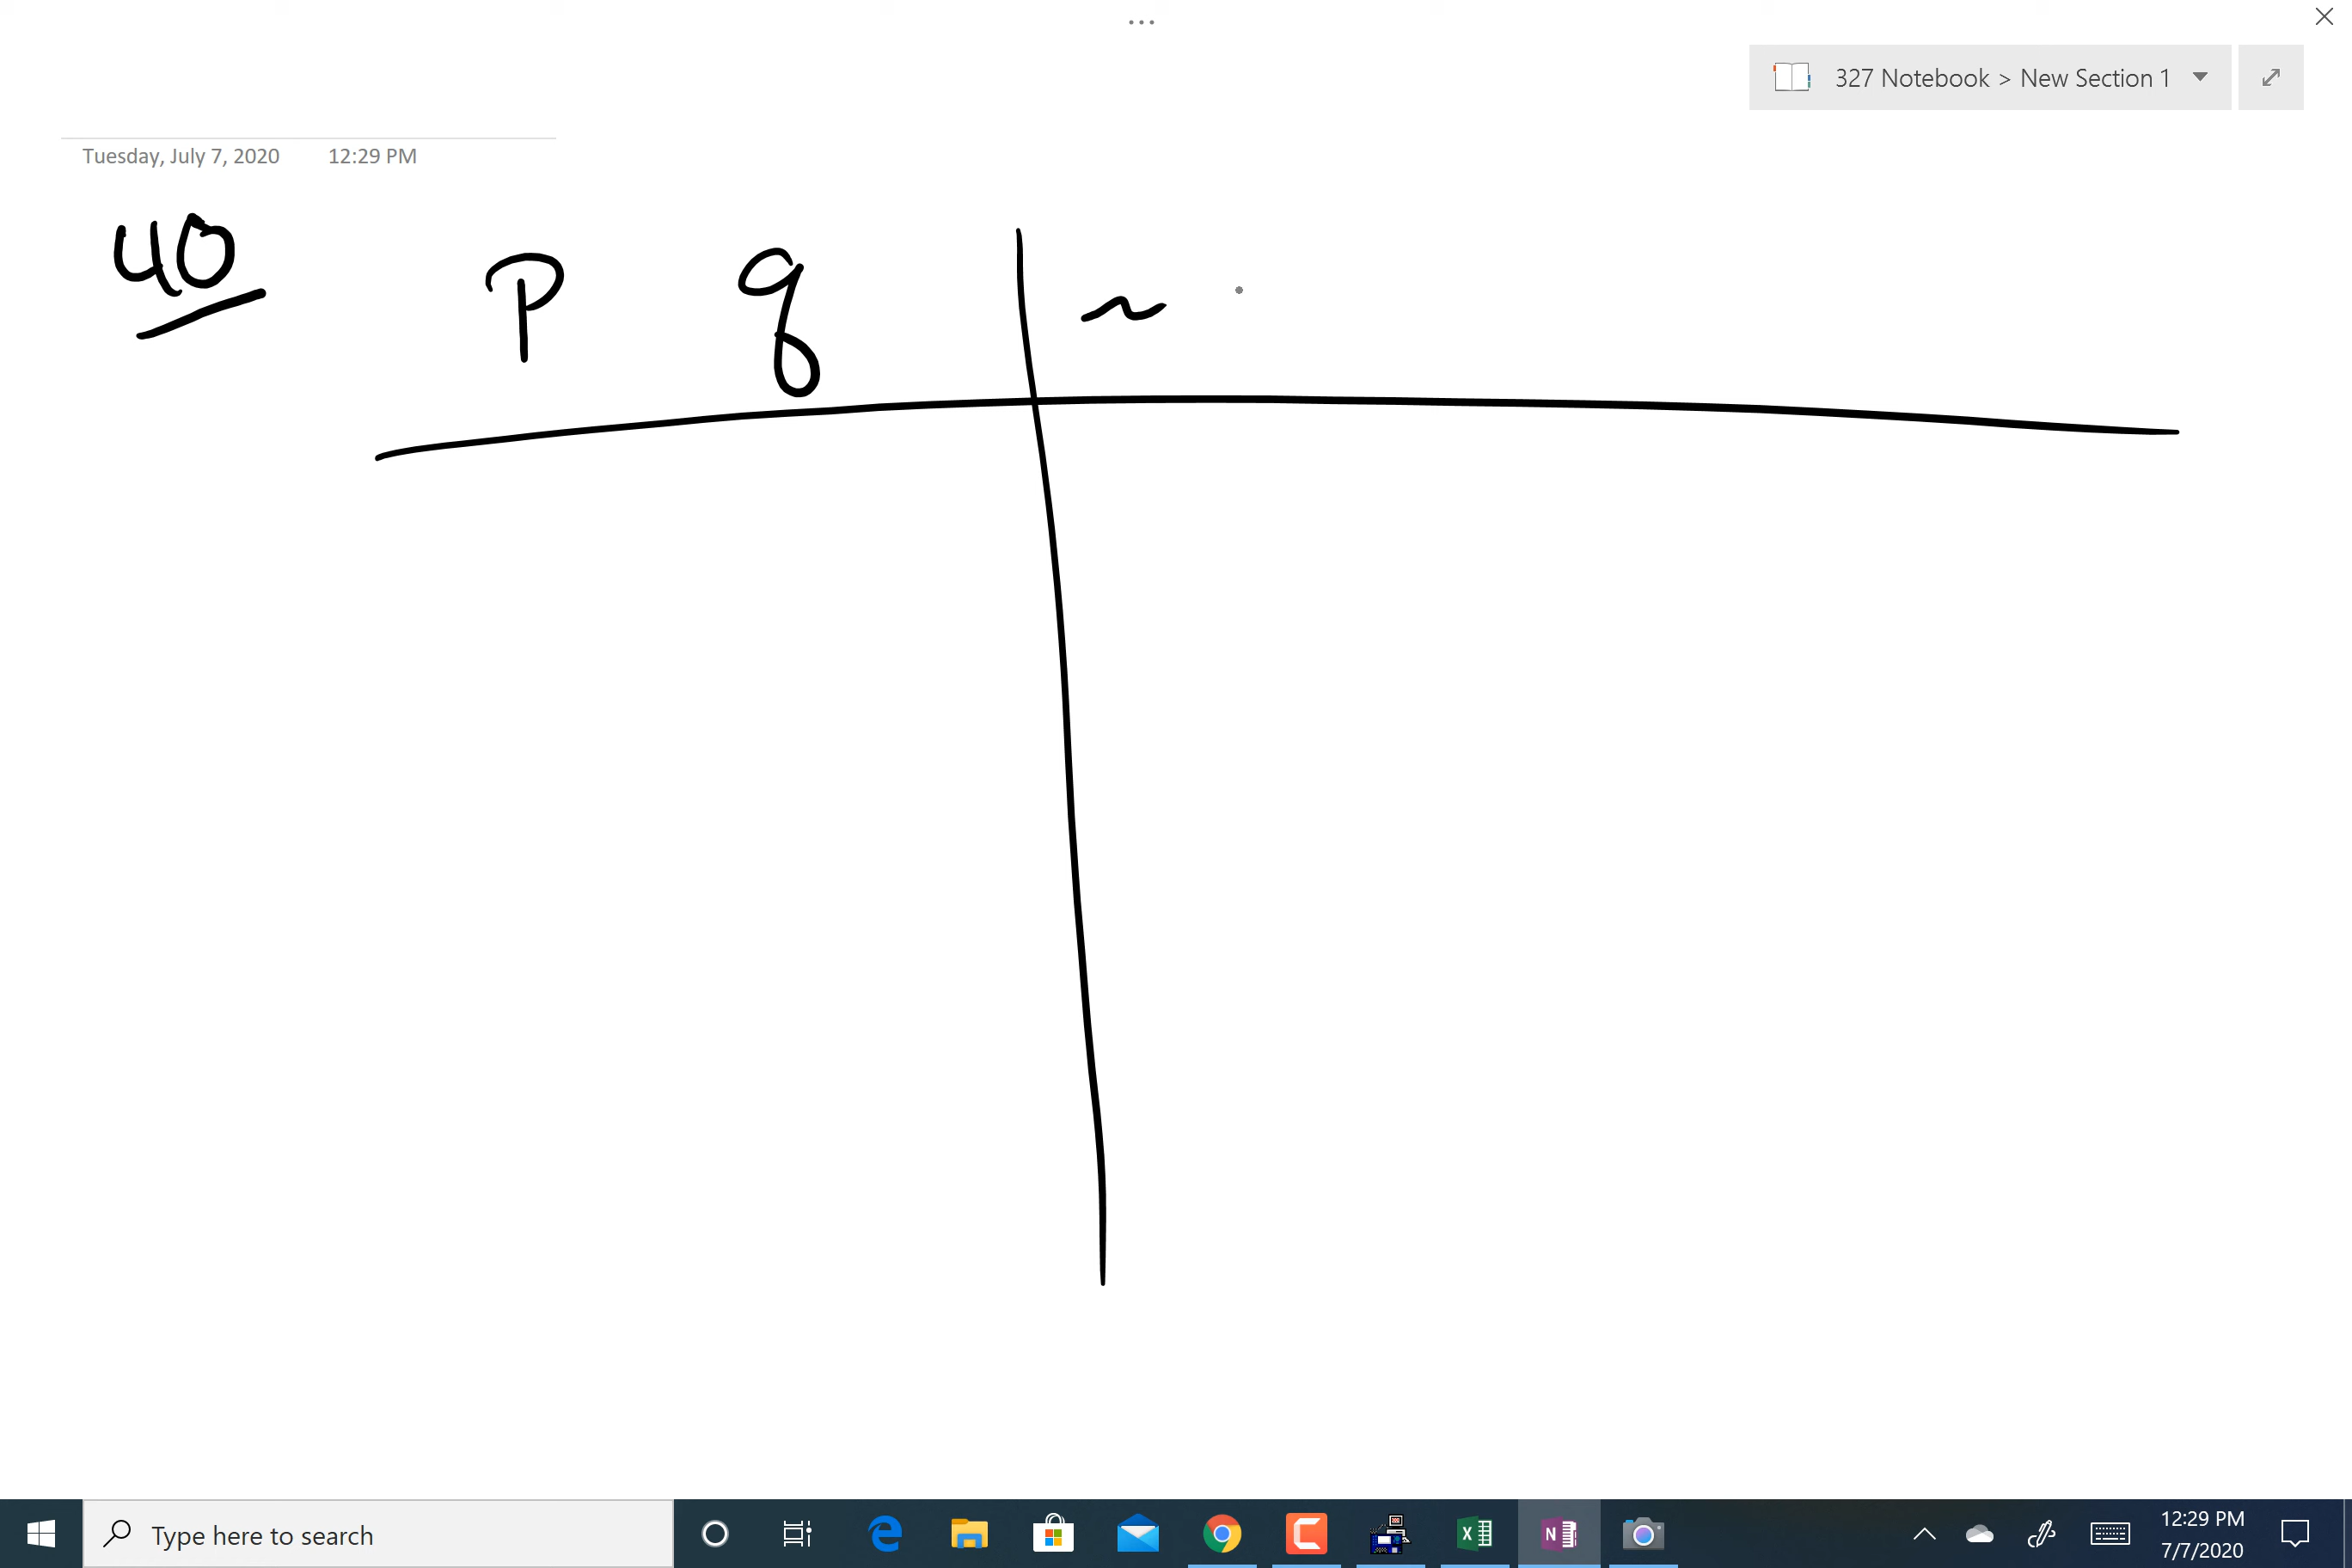 327 Notebook > New Section 1
Tuesday, July 7, 2020 12:29 PM
40 P q ~
Type here to search
12:29 PM
7/7/2020